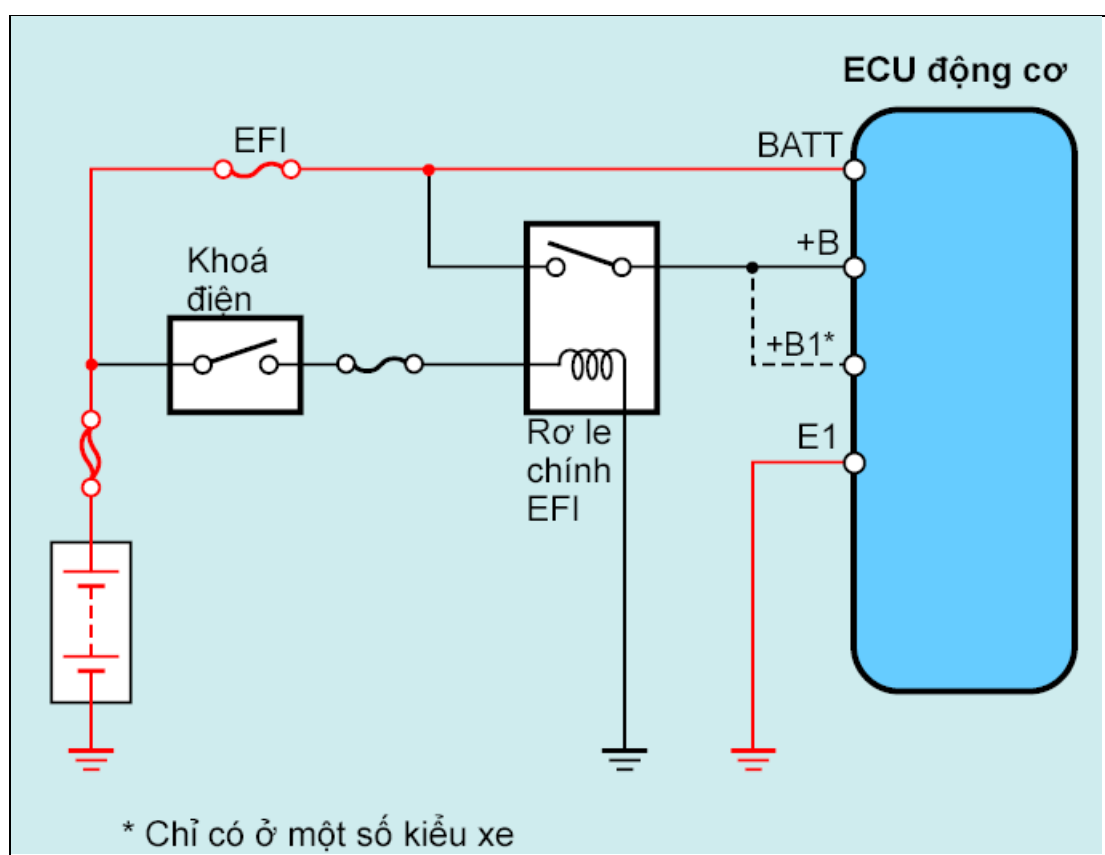 ECU động cơ
EFI
BATT
+B
Khoá
điện
+B1*
E1
Rơ le
chính
EFI
* Chỉ có ở một số kiểu xe